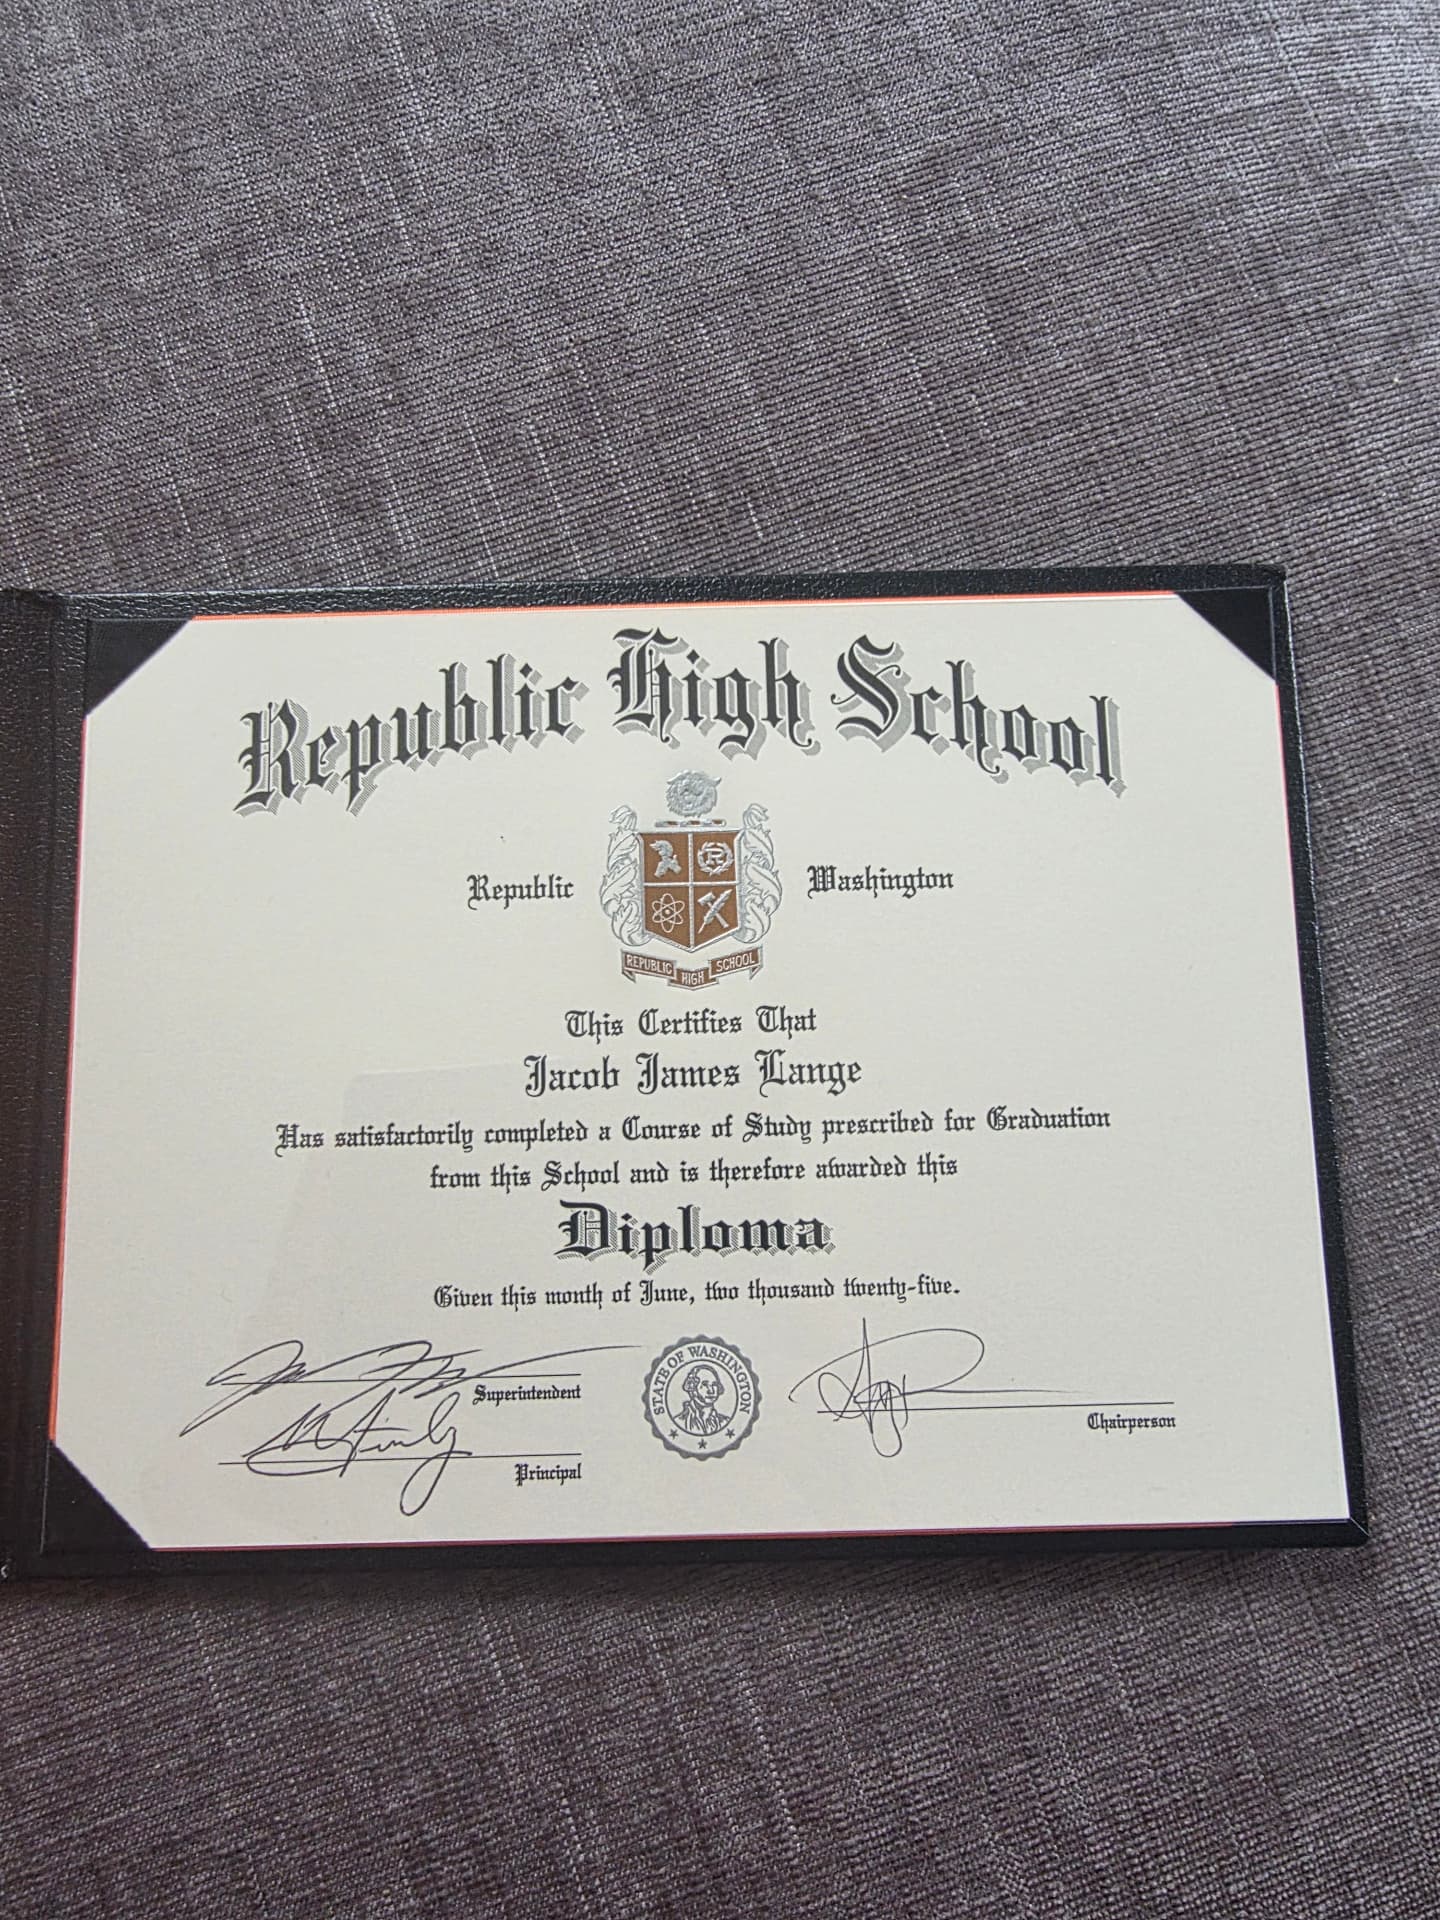 Republic High School
Republic Washington
R
REPUBLIC HIGH SCHOOL
This Certifies That
Jacob James Lange
Has satisfactorily completed a Course of Study prescribed for Graduation
from this School and is therefore awarded this
Diploma
Given this month of June, two thousand twenty-five.
Superintendent
STATE OF WASHINGTON
Chairperson
Principal